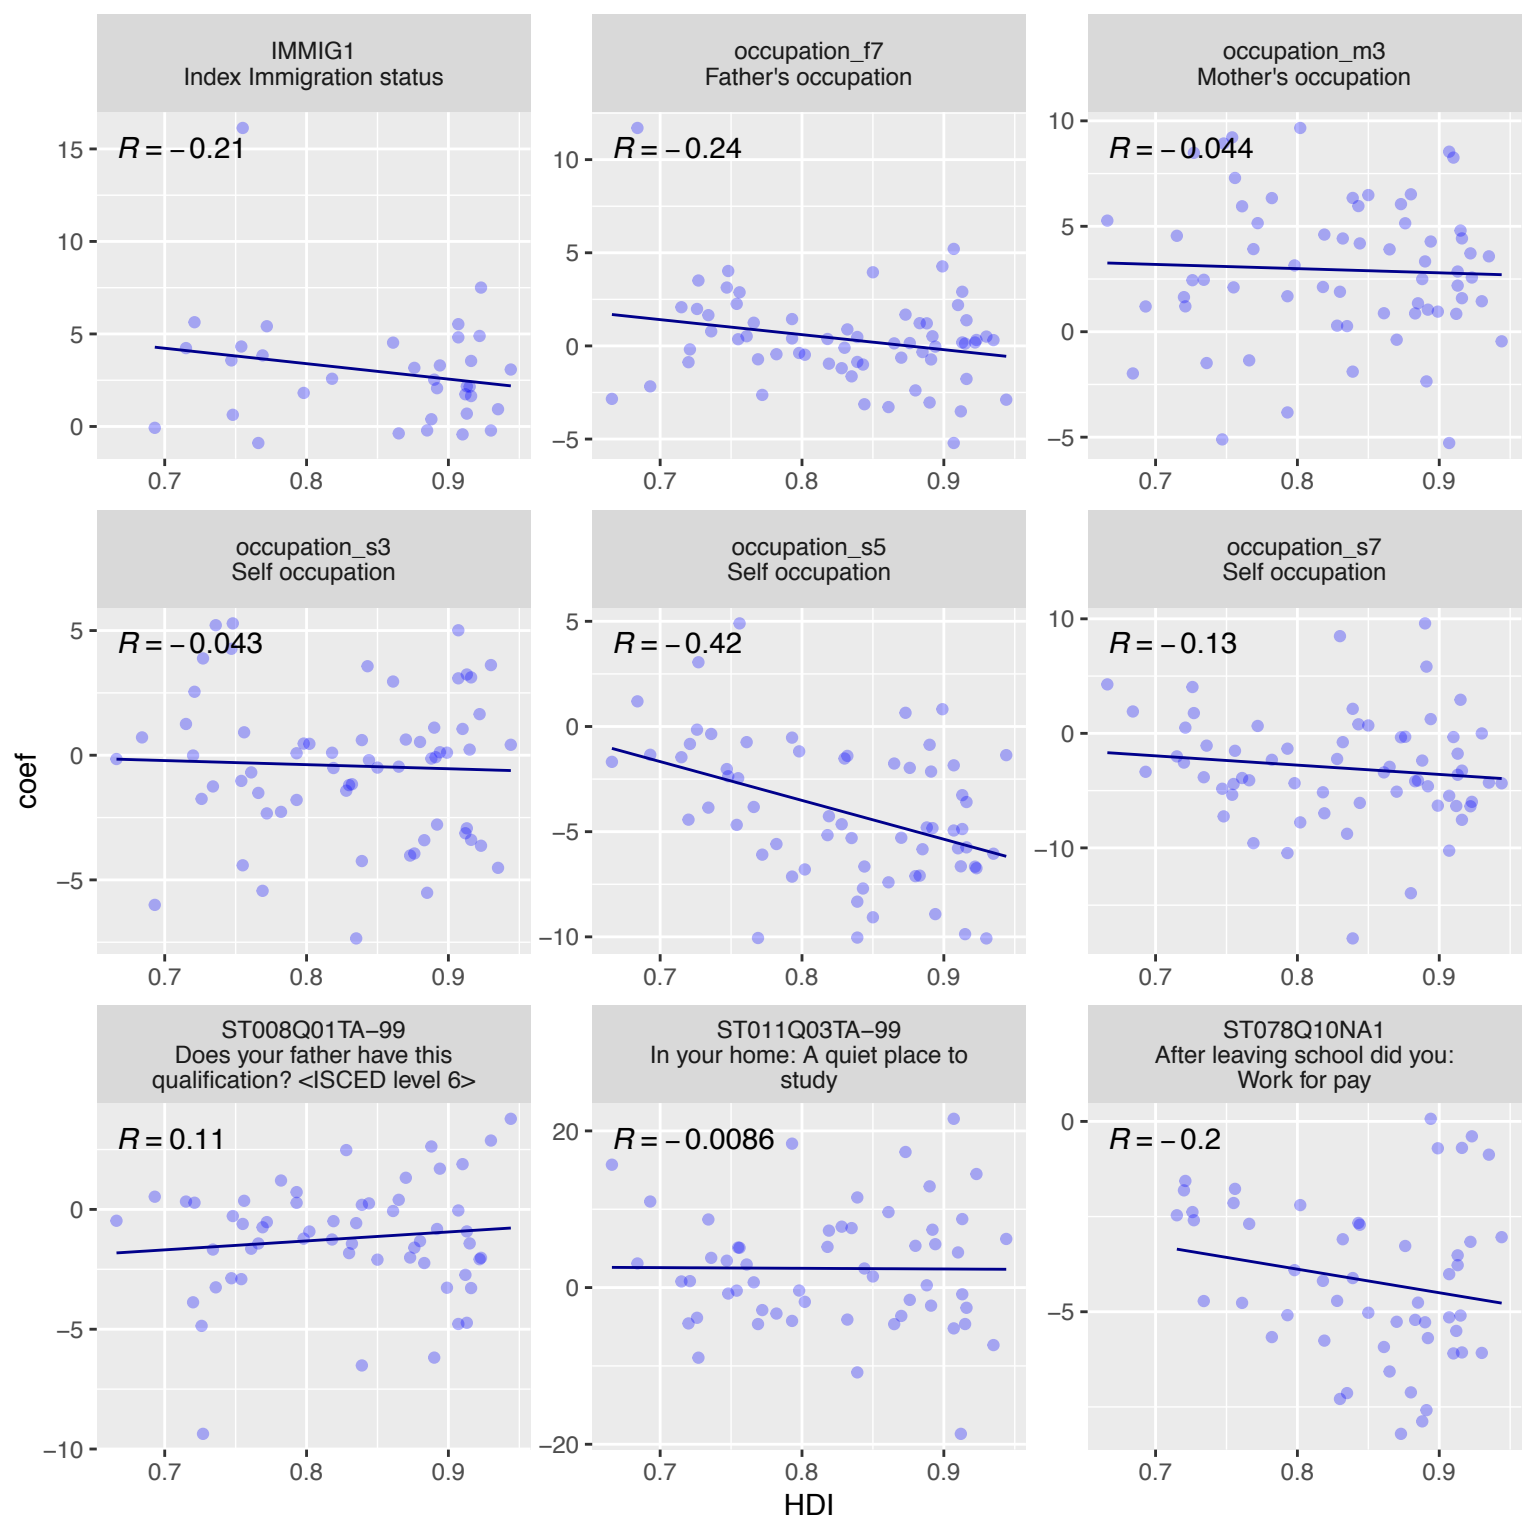 IMMIG1
Index Immigration status
occupation_f7
Father's occupation
occupation_m3
Mother's occupation
R = −0.21
15
10
5
0
0.7 0.8 0.9
R = −0.24
10
5
0
−5
0.7 0.8 0.9
R = −0.044
10
5
0
−5
0.7 0.8 0.9
occupation_s3
Self occupation
occupation_s5
Self occupation
occupation_s7
Self occupation
R = −0.043
5
0
−5
0.7 0.8 0.9
R = −0.42
5
0
−5
−10
0.7 0.8 0.9
R = −0.13
10
0
−10
0.7 0.8 0.9
coef
ST008Q01TA−99
Does your father have this
qualification? <ISCED level 6>
ST011Q03TA−99
In your home: A quiet place to
study
ST078Q10NA1
After leaving school did you:
Work for pay
R = 0.11
0
−5
−10
0.7 0.8 0.9
R = −0.0086
20
10
0
−10
−20
0.7 0.8 0.9
R = −0.2
0
−5
0.7 0.8 0.9
HDI